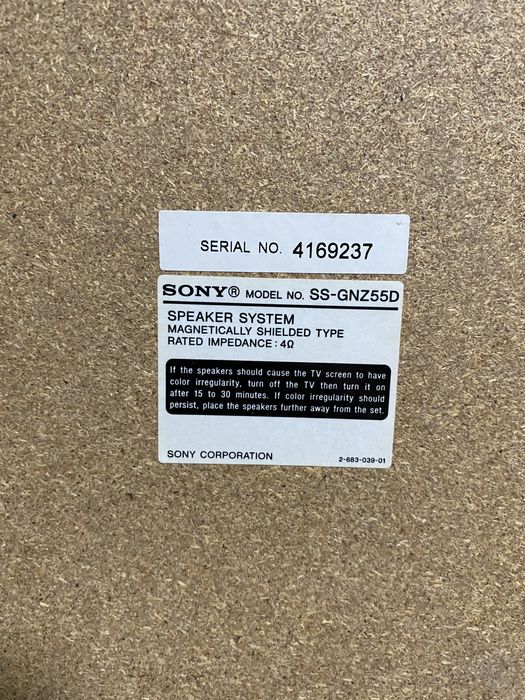 SERIAL NO. 4169237
SONY® MODEL NO. SS-GNZ55D
SPEAKER SYSTEM
MAGNETICALLY SHIELDED TYPE
RATED IMPEDANCE : 4Ω
If the speakers should cause the TV screen to have
color irregularity, turn off the TV then turn it on
after 15 to 30 minutes. If color irregularity should
persist, place the speakers further away from the set.
SONY CORPORATION 2-683-039-01